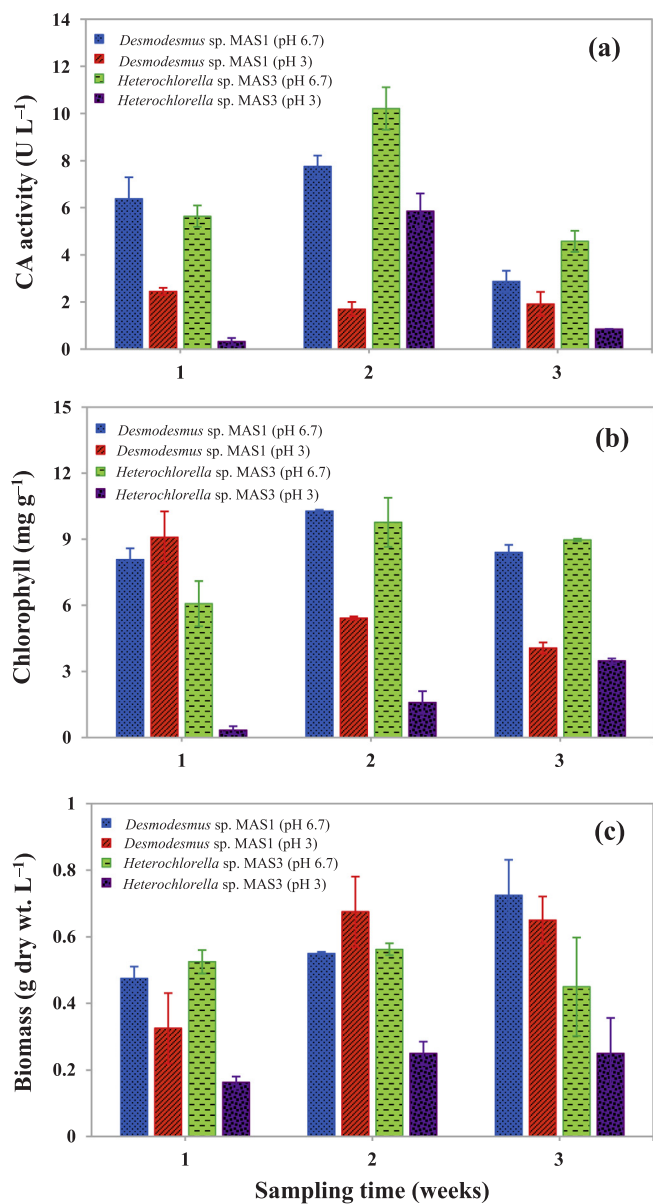 14
12
10
8
6
4
2
0
CA activity (U L⁻¹)
Desmodesmus sp. MAS1 (pH 6.7)
Desmodesmus sp. MAS1 (pH 3)
Heterochlorella sp. MAS3 (pH 6.7)
Heterochlorella sp. MAS3 (pH 3)
(a)
1 2 3
15
12
9
6
3
0
Chlorophyll (mg g⁻¹)
Desmodesmus sp. MAS1 (pH 6.7)
Desmodesmus sp. MAS1 (pH 3)
Heterochlorella sp. MAS3 (pH 6.7)
Heterochlorella sp. MAS3 (pH 3)
(b)
1 2 3
1
0.8
0.6
0.4
0.2
0
Biomass (g dry wt. L⁻¹)
Desmodesmus sp. MAS1 (pH 6.7)
Desmodesmus sp. MAS1 (pH 3)
Heterochlorella sp. MAS3 (pH 6.7)
Heterochlorella sp. MAS3 (pH 3)
(c)
1 2 3
Sampling time (weeks)